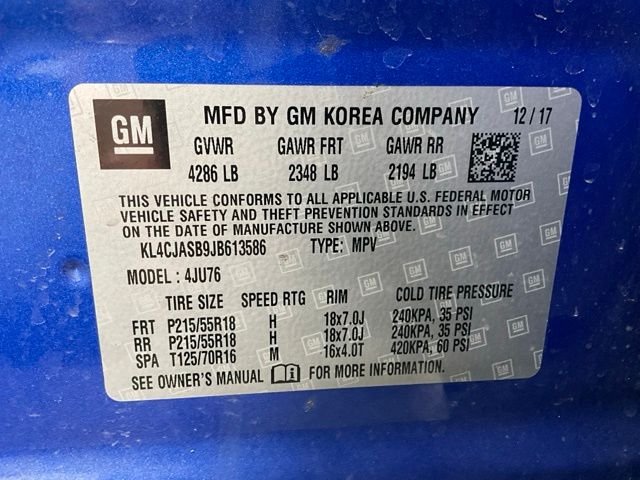 GM MFD BY GM KOREA COMPANY 12/17
GVWR GAWR FRT GAWR RR
4286 LB 2348 LB 2194 LB
THIS VEHICLE CONFORMS TO ALL APPLICABLE U.S. FEDERAL MOTOR
VEHICLE SAFETY AND THEFT PREVENTION STANDARDS IN EFFECT
ON THE DATE OF MANUFACTURE SHOWN ABOVE.
KL4CJASB9JB613586 TYPE: MPV
MODEL: 4JU76
TIRE SIZE SPEED RTG RIM COLD TIRE PRESSURE
FRT P215/55R18 H 18x7.0J 240KPA, 35 PSI
RR P215/55R18 H 18x7.0J 240KPA, 35 PSI
SPA T125/70R16 M 16x4.0T 420KPA, 60 PSI
SEE OWNER'S MANUAL FOR MORE INFORMATION.